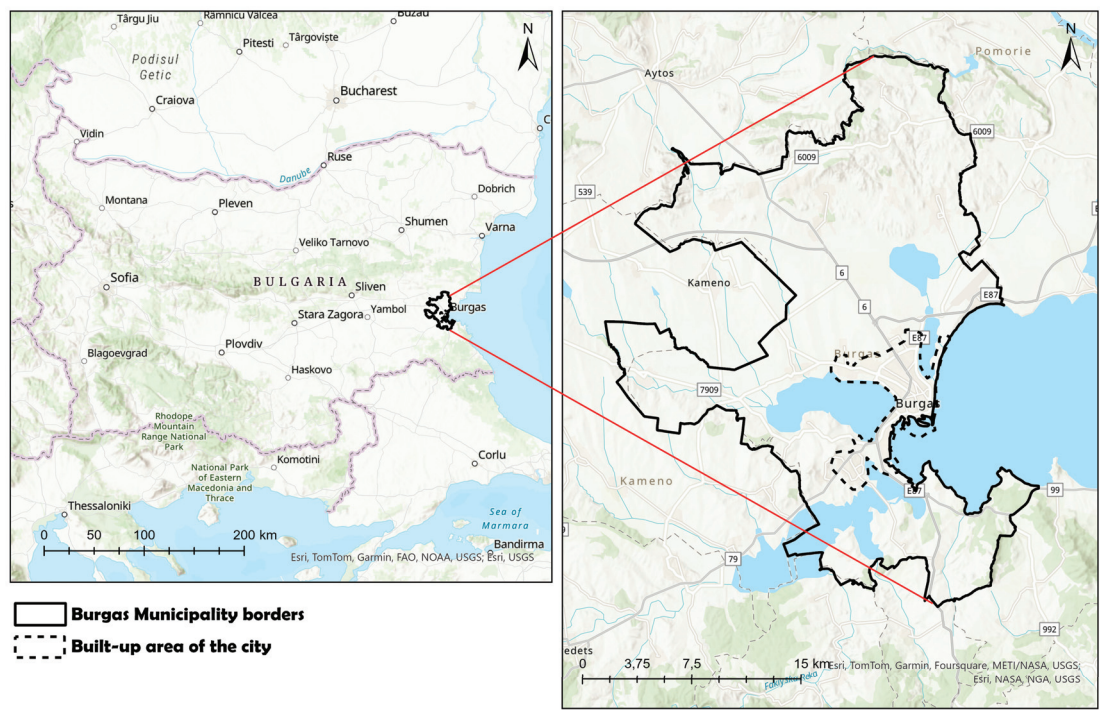 Târgu Jiu
Râmnicu Vâlcea
Buzău
N
Pitesti
Târgoviște
Podisul
Getic
Craiova
Bucharest
Vidin
Ruse
Danube
Dobrich
Montana
Pleven
Shumen
Varna
Veliko Tarnovo
Sofia
BULGARIA
Sliven
Burgas
Stara Zagora
Yambol
Plovdiv
Blagoevgrad
Haskovo
Rhodope
Mountain
Range National
Park
Komotini
Corlu
National Park
of Eastern
Macedonia and
Thrace
Thessaloniki
Sea of
Marmara
Bandirma
0 50 100 200 km
Esri, TomTom, Garmin, FAO, NOAA, USGS; Esri, USGS
Burgas Municipality borders
Built-up area of the city
N
Pomorie
Aytos
6009
6009
539
Kameno
6
6
E87
E87
Burgas
7909
Burgas
Kameno
E87
99
79
992
edets
0 3,75 7,5 15 km
Esri, TomTom, Garmin, Foursquare, METI/NASA, USGS;
Esri, NASA, NGA, USGS
Fakiyska Reka